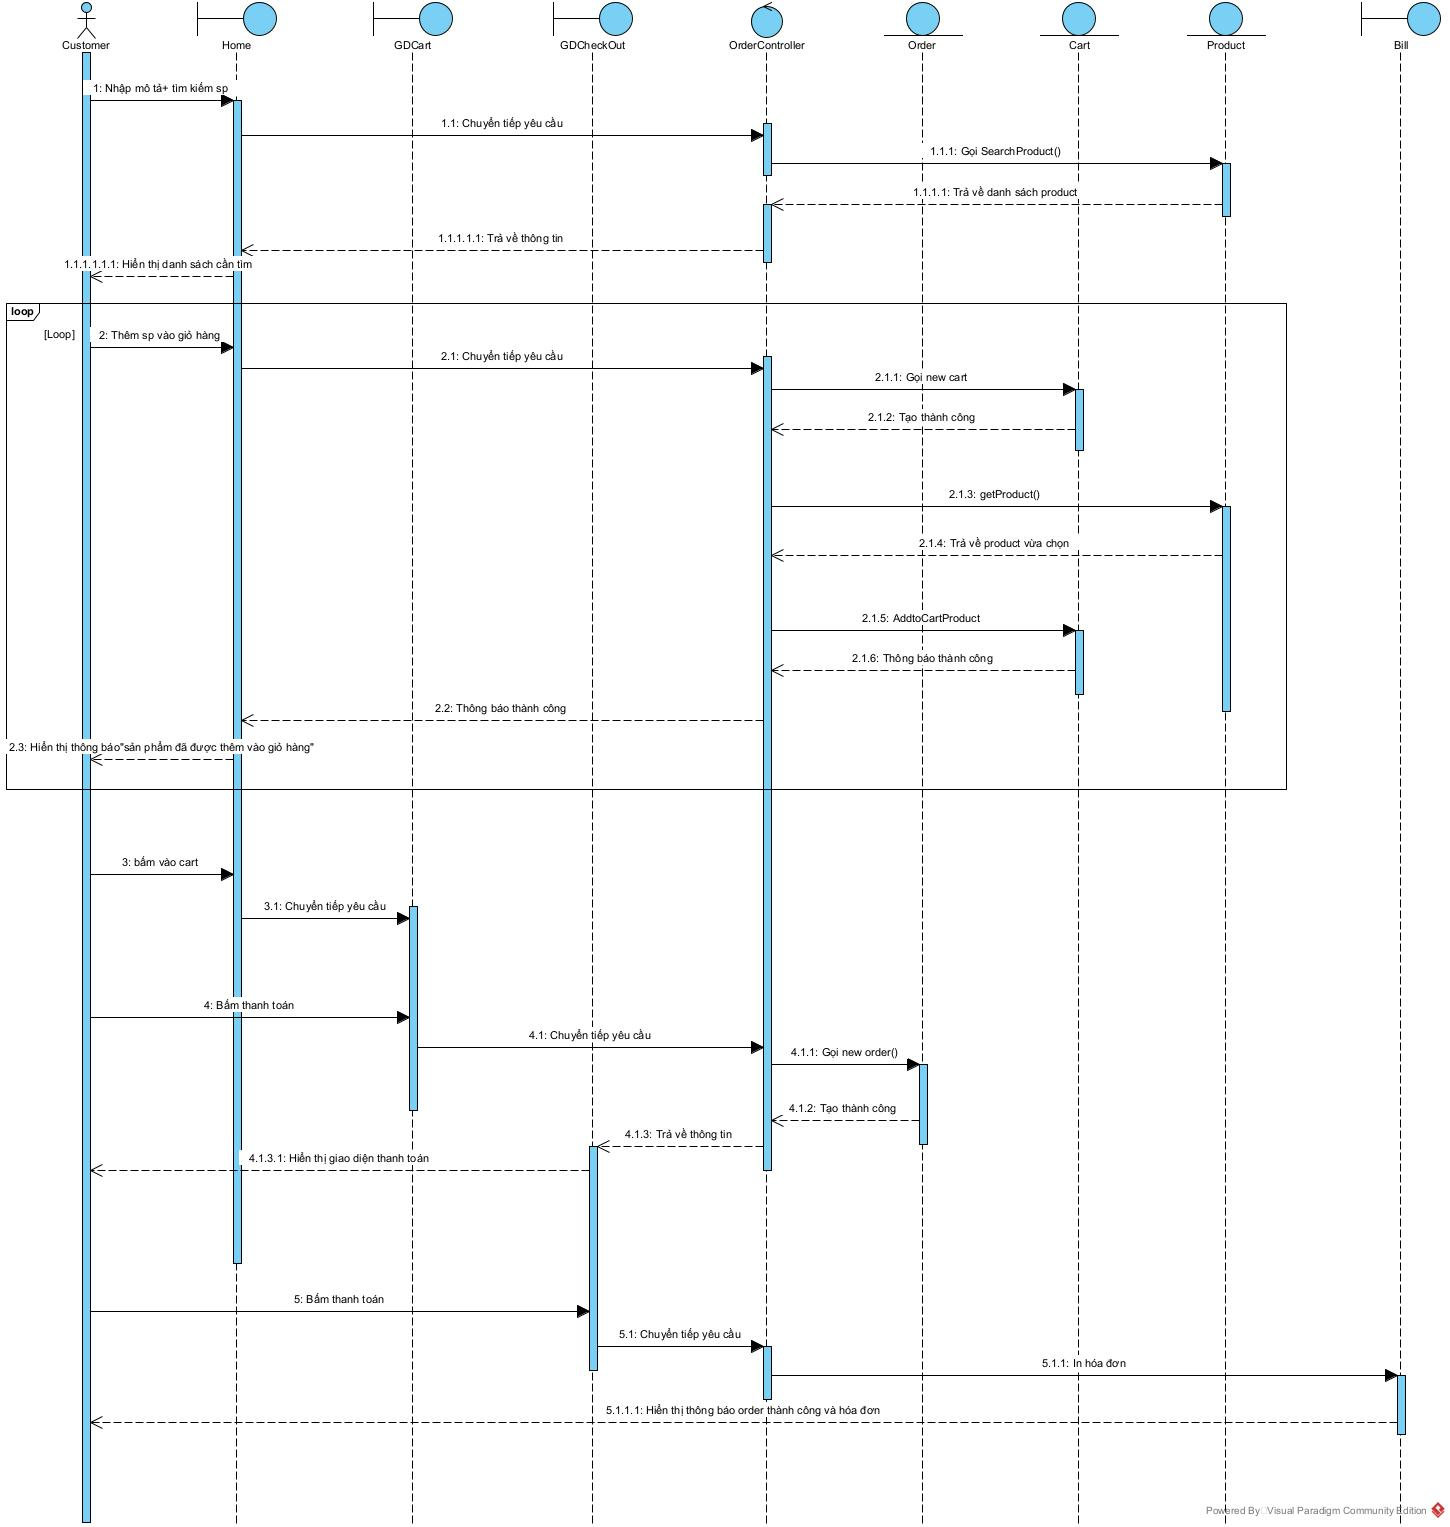 Customer
Home
GDCart
GDCheckOut
OrderController
Order
Cart
Product
Bill
1: Nhập mô tả+ tìm kiếm sp
1.1: Chuyển tiếp yêu cầu
1.1.1: Gọi SearchProduct()
1.1.1.1: Trả về danh sách product
1.1.1.1.1: Trả về thông tin
1.1.1.1.1.1: Hiển thị danh sách cần tìm
loop
[Loop]
2: Thêm sp vào giỏ hàng
2.1: Chuyển tiếp yêu cầu
2.1.1: Gọi new cart
2.1.2: Tạo thành công
2.1.3: getProduct()
2.1.4: Trả về product vừa chọn
2.1.5: AddtoCartProduct
2.1.6: Thông báo thành công
2.2: Thông báo thành công
2.3: Hiển thị thông báo"sản phẩm đã được thêm vào giỏ hàng"
3: bấm vào cart
3.1: Chuyển tiếp yêu cầu
4: Bấm thanh toán
4.1: Chuyển tiếp yêu cầu
4.1.1: Gọi new order()
4.1.2: Tạo thành công
4.1.3: Trả về thông tin
4.1.3.1: Hiển thị giao diện thanh toán
5: Bấm thanh toán
5.1: Chuyển tiếp yêu cầu
5.1.1: In hóa đơn
5.1.1.1: Hiển thị thông báo order thành công và hóa đơn
Powered By Visual Paradigm Community Edition